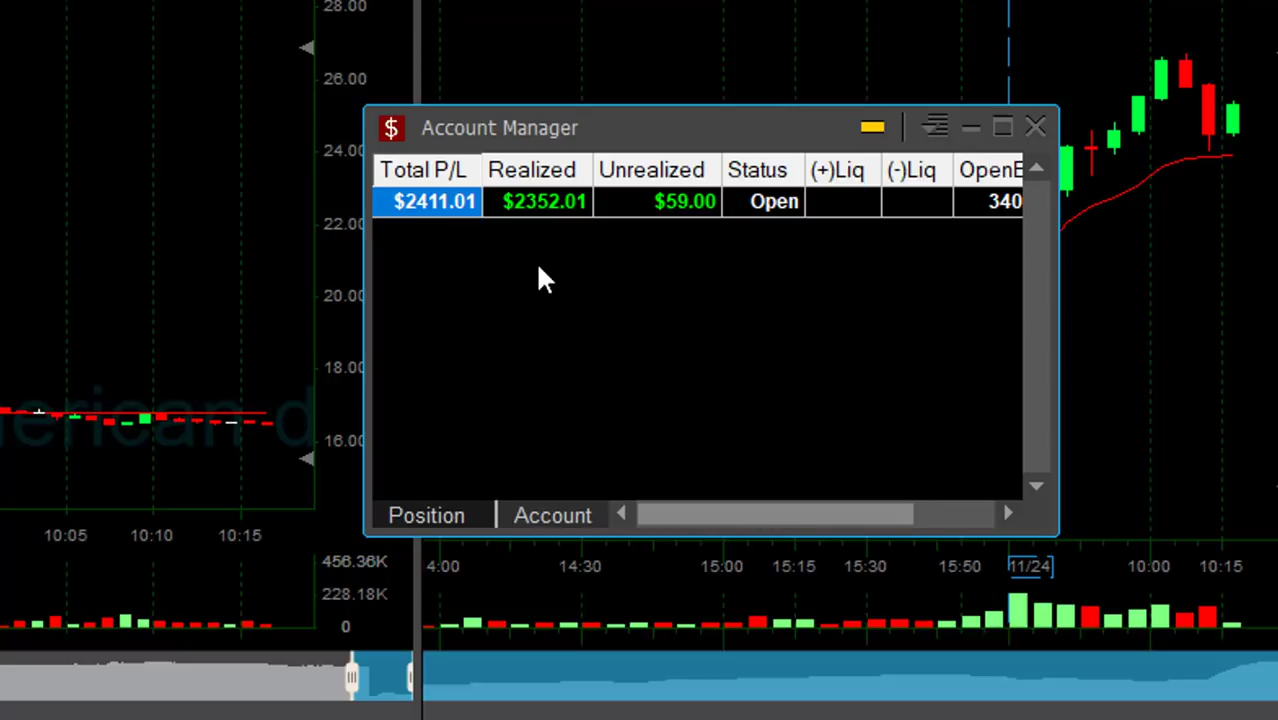 28.00
26.00
24.00
22.00
20.00
18.00
16.00
$ Account Manager
Total P/L Realized Unrealized Status (+)Liq (-)Liq OpenE
$2411.01 $2352.01 $59.00 Open 340
Position Account
erican d
10:05 10:10 10:15
456.36K
228.18K
0
4:00 14:30 15:00 15:15 15:30 15:50 11/24 10:00 10:15